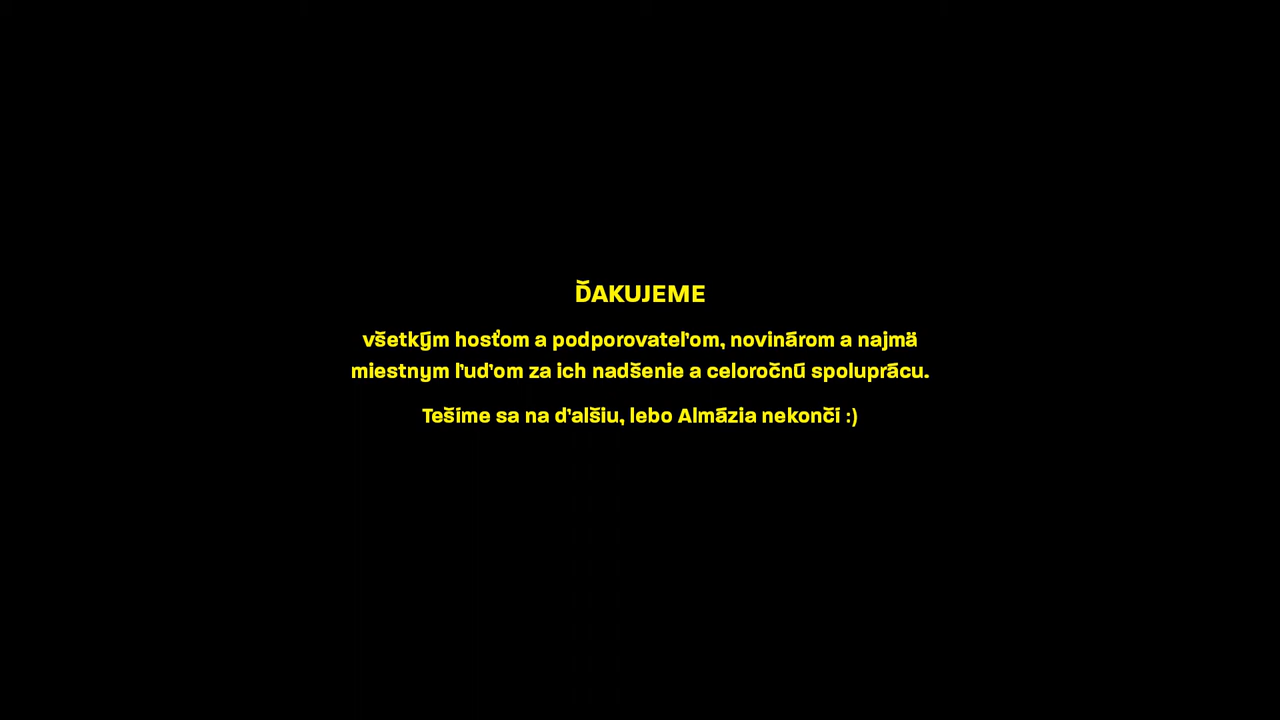 ĎAKUJEME
všetkým hosťom a podporovateľom, novinárom a najmä
miestnym ľuďom za ich nadšenie a celoročnú spoluprácu.
Tešíme sa na ďalšiu, lebo Almázia nekončí :)